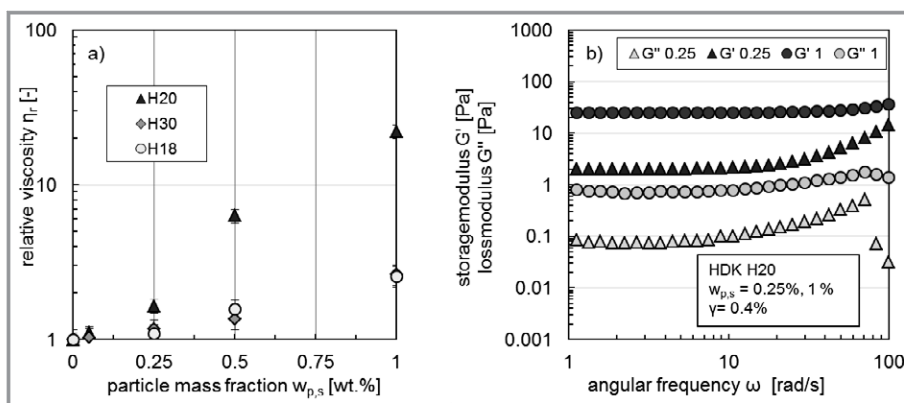 a)
relative viscosity ηr [-]
100
10
1
H20
H30
H18
0 0.25 0.5 0.75 1
particle mass fraction wp,s [wt.%]
b)
storagemodulus G' [Pa]
lossmodulus G'' [Pa]
1000
100
10
1
0.1
0.01
0.001
G'' 0.25 G' 0.25 G' 1 G'' 1
HDK H20
wp,s = 0.25%, 1 %
γ= 0.4%
1 10 100
angular frequency ω [rad/s]